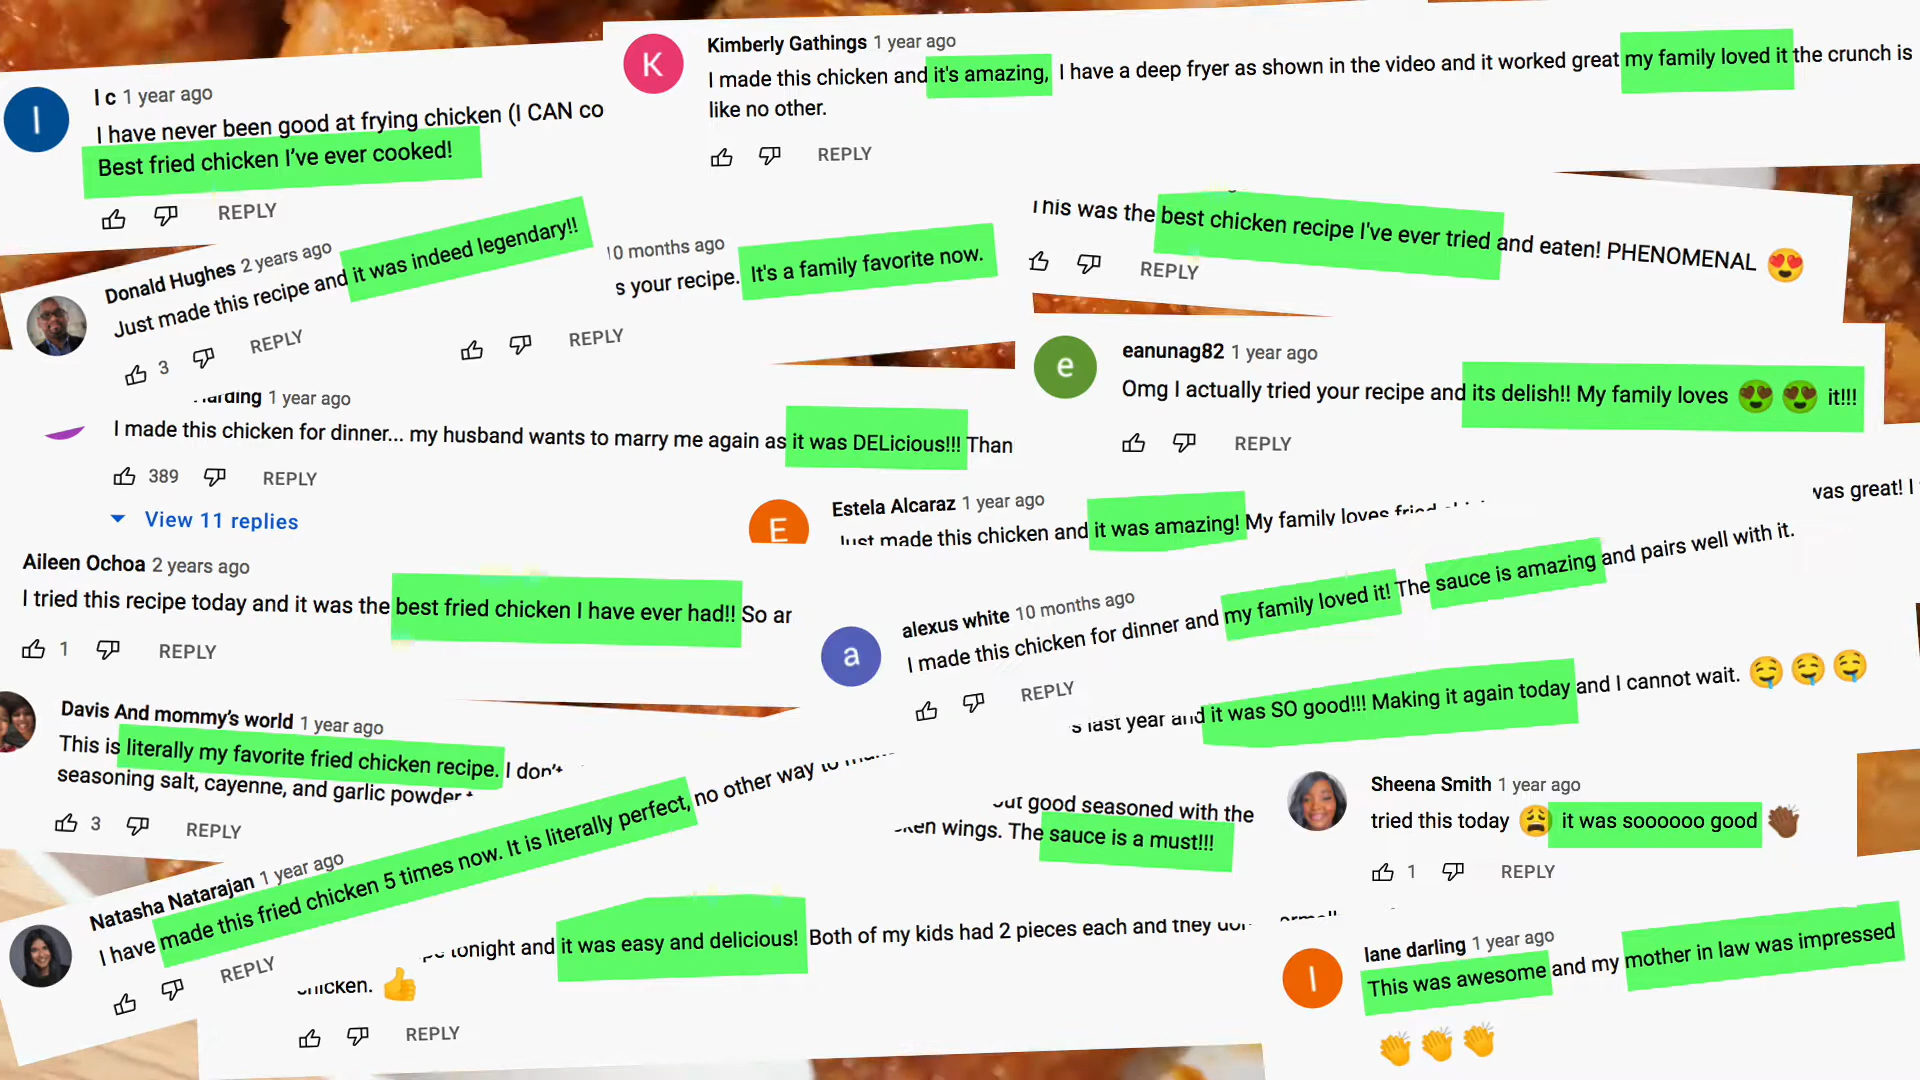 I c 1 year ago
I have never been good at frying chicken (I CAN co
Best fried chicken I've ever cooked!
REPLY
K
Kimberly Gathings 1 year ago
I made this chicken and it's amazing, I have a deep fryer as shown in the video and it worked great my family loved it the crunch is
like no other.
REPLY
This was the best chicken recipe I've ever tried and eaten! PHENOMENAL 😍
REPLY
Donald Hughes 2 years ago
Just made this recipe and it was indeed legendary!!
3 REPLY
10 months ago
s your recipe. It's a family favorite now.
REPLY
e
eanunag82 1 year ago
Omg I actually tried your recipe and its delish!! My family loves 😍 😍 it!!!
REPLY
arding 1 year ago
I made this chicken for dinner... my husband wants to marry me again as it was DELicious!!! Than
389 REPLY
View 11 replies
E
Estela Alcaraz 1 year ago
Just made this chicken and it was amazing! My family loves fried
was great! I
Aileen Ochoa 2 years ago
I tried this recipe today and it was the best fried chicken I have ever had!! So ar
1 REPLY
a
alexus white 10 months ago
I made this chicken for dinner and my family loved it! The sauce is amazing and pairs well with it.
REPLY
s last year and it was SO good!!! Making it again today and I cannot wait. 🤤 🤤 🤤
Davis And mommy's world 1 year ago
This is literally my favorite fried chicken recipe. I don't
seasoning salt, cayenne, and garlic powder
3 REPLY
Sheena Smith 1 year ago
tried this today 😩 it was soooooo good 👏🏾
1 REPLY
out good seasoned with the
ken wings. The sauce is a must!!!
Natasha Natarajan 1 year ago
I have made this fried chicken 5 times now. It is literally perfect, no other way to
REPLY
tonight and it was easy and delicious! Both of my kids had 2 pieces each and they
chicken. 👍
REPLY
I
lane darling 1 year ago
This was awesome and my mother in law was impressed
👏 👏 👏